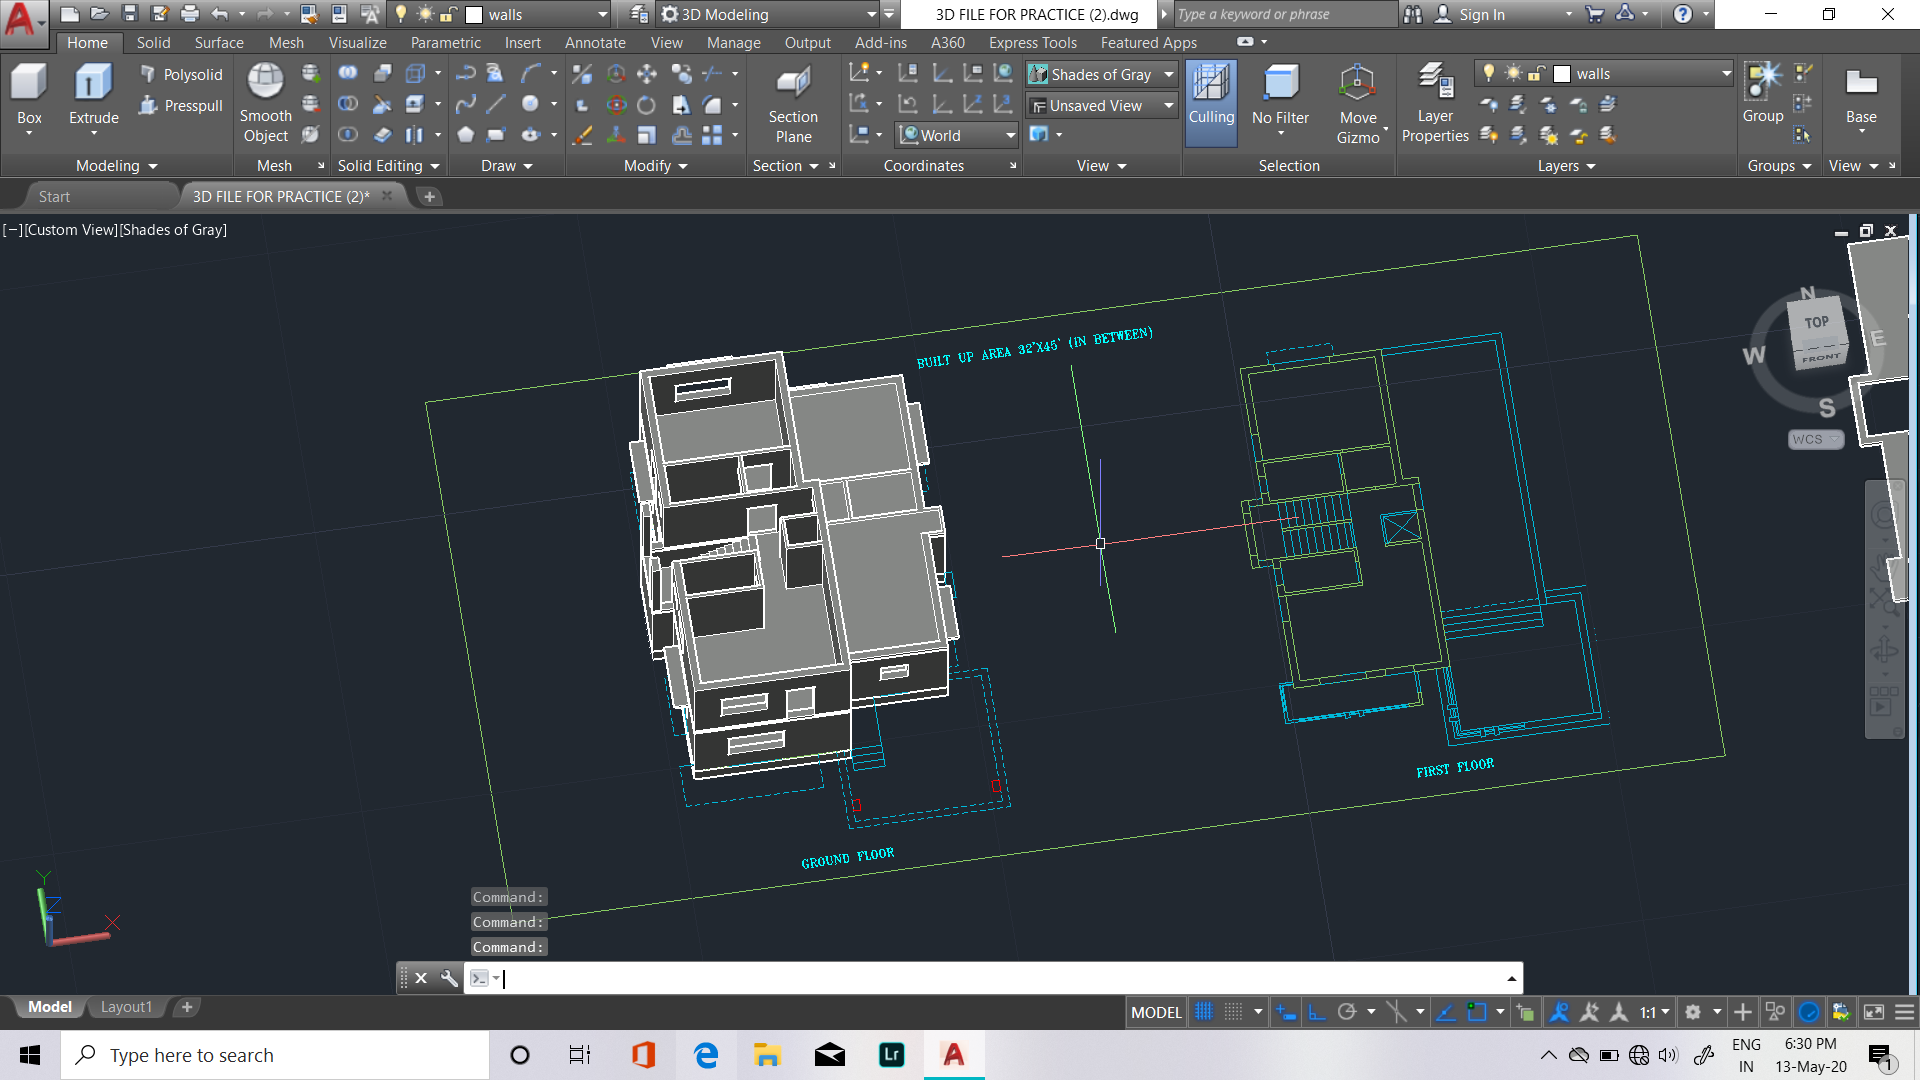 walls
3D Modeling
3D FILE FOR PRACTICE (2).dwg
Type a keyword or phrase
Sign In
Home
Solid
Surface
Mesh
Visualize
Parametric
Insert
Annotate
View
Manage
Output
Add-ins
A360
Express Tools
Featured Apps
Box
Extrude
Polysolid
Presspull
Modeling
Smooth
Object
Mesh
Solid Editing
Draw
Modify
Section
Plane
Section
World
Coordinates
Shades of Gray
Unsaved View
View
Culling
No Filter
Move
Gizmo
Selection
Layer
Properties
walls
Layers
Group
Groups
Base
View
Start
3D FILE FOR PRACTICE (2)*
[−][Custom View][Shades of Gray]
BUILT UP AREA 32'X45' (IN BETWEEN)
N
W
TOP
FRONT
E
S
WCS
FIRST FLOOR
GROUND FLOOR
Y
Z
X
Command:
Command:
Command:
Model
Layout1
MODEL
1:1
Type here to search
Lr
ENG
IN
6:30 PM
13-May-20
1